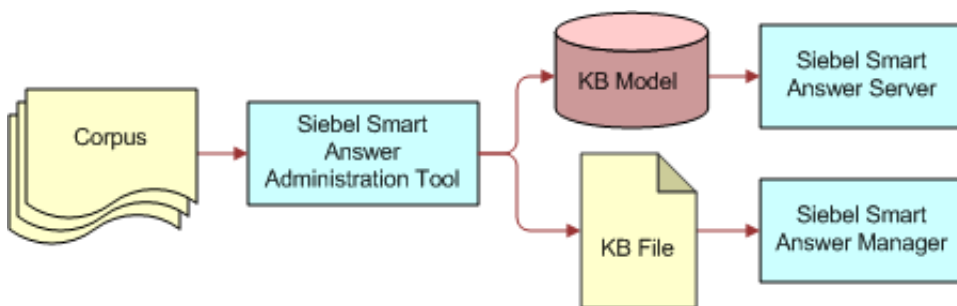 Corpus
Siebel Smart
Answer
Administration Tool
KB Model
Siebel Smart
Answer Server
KB File
Siebel Smart
Answer Manager